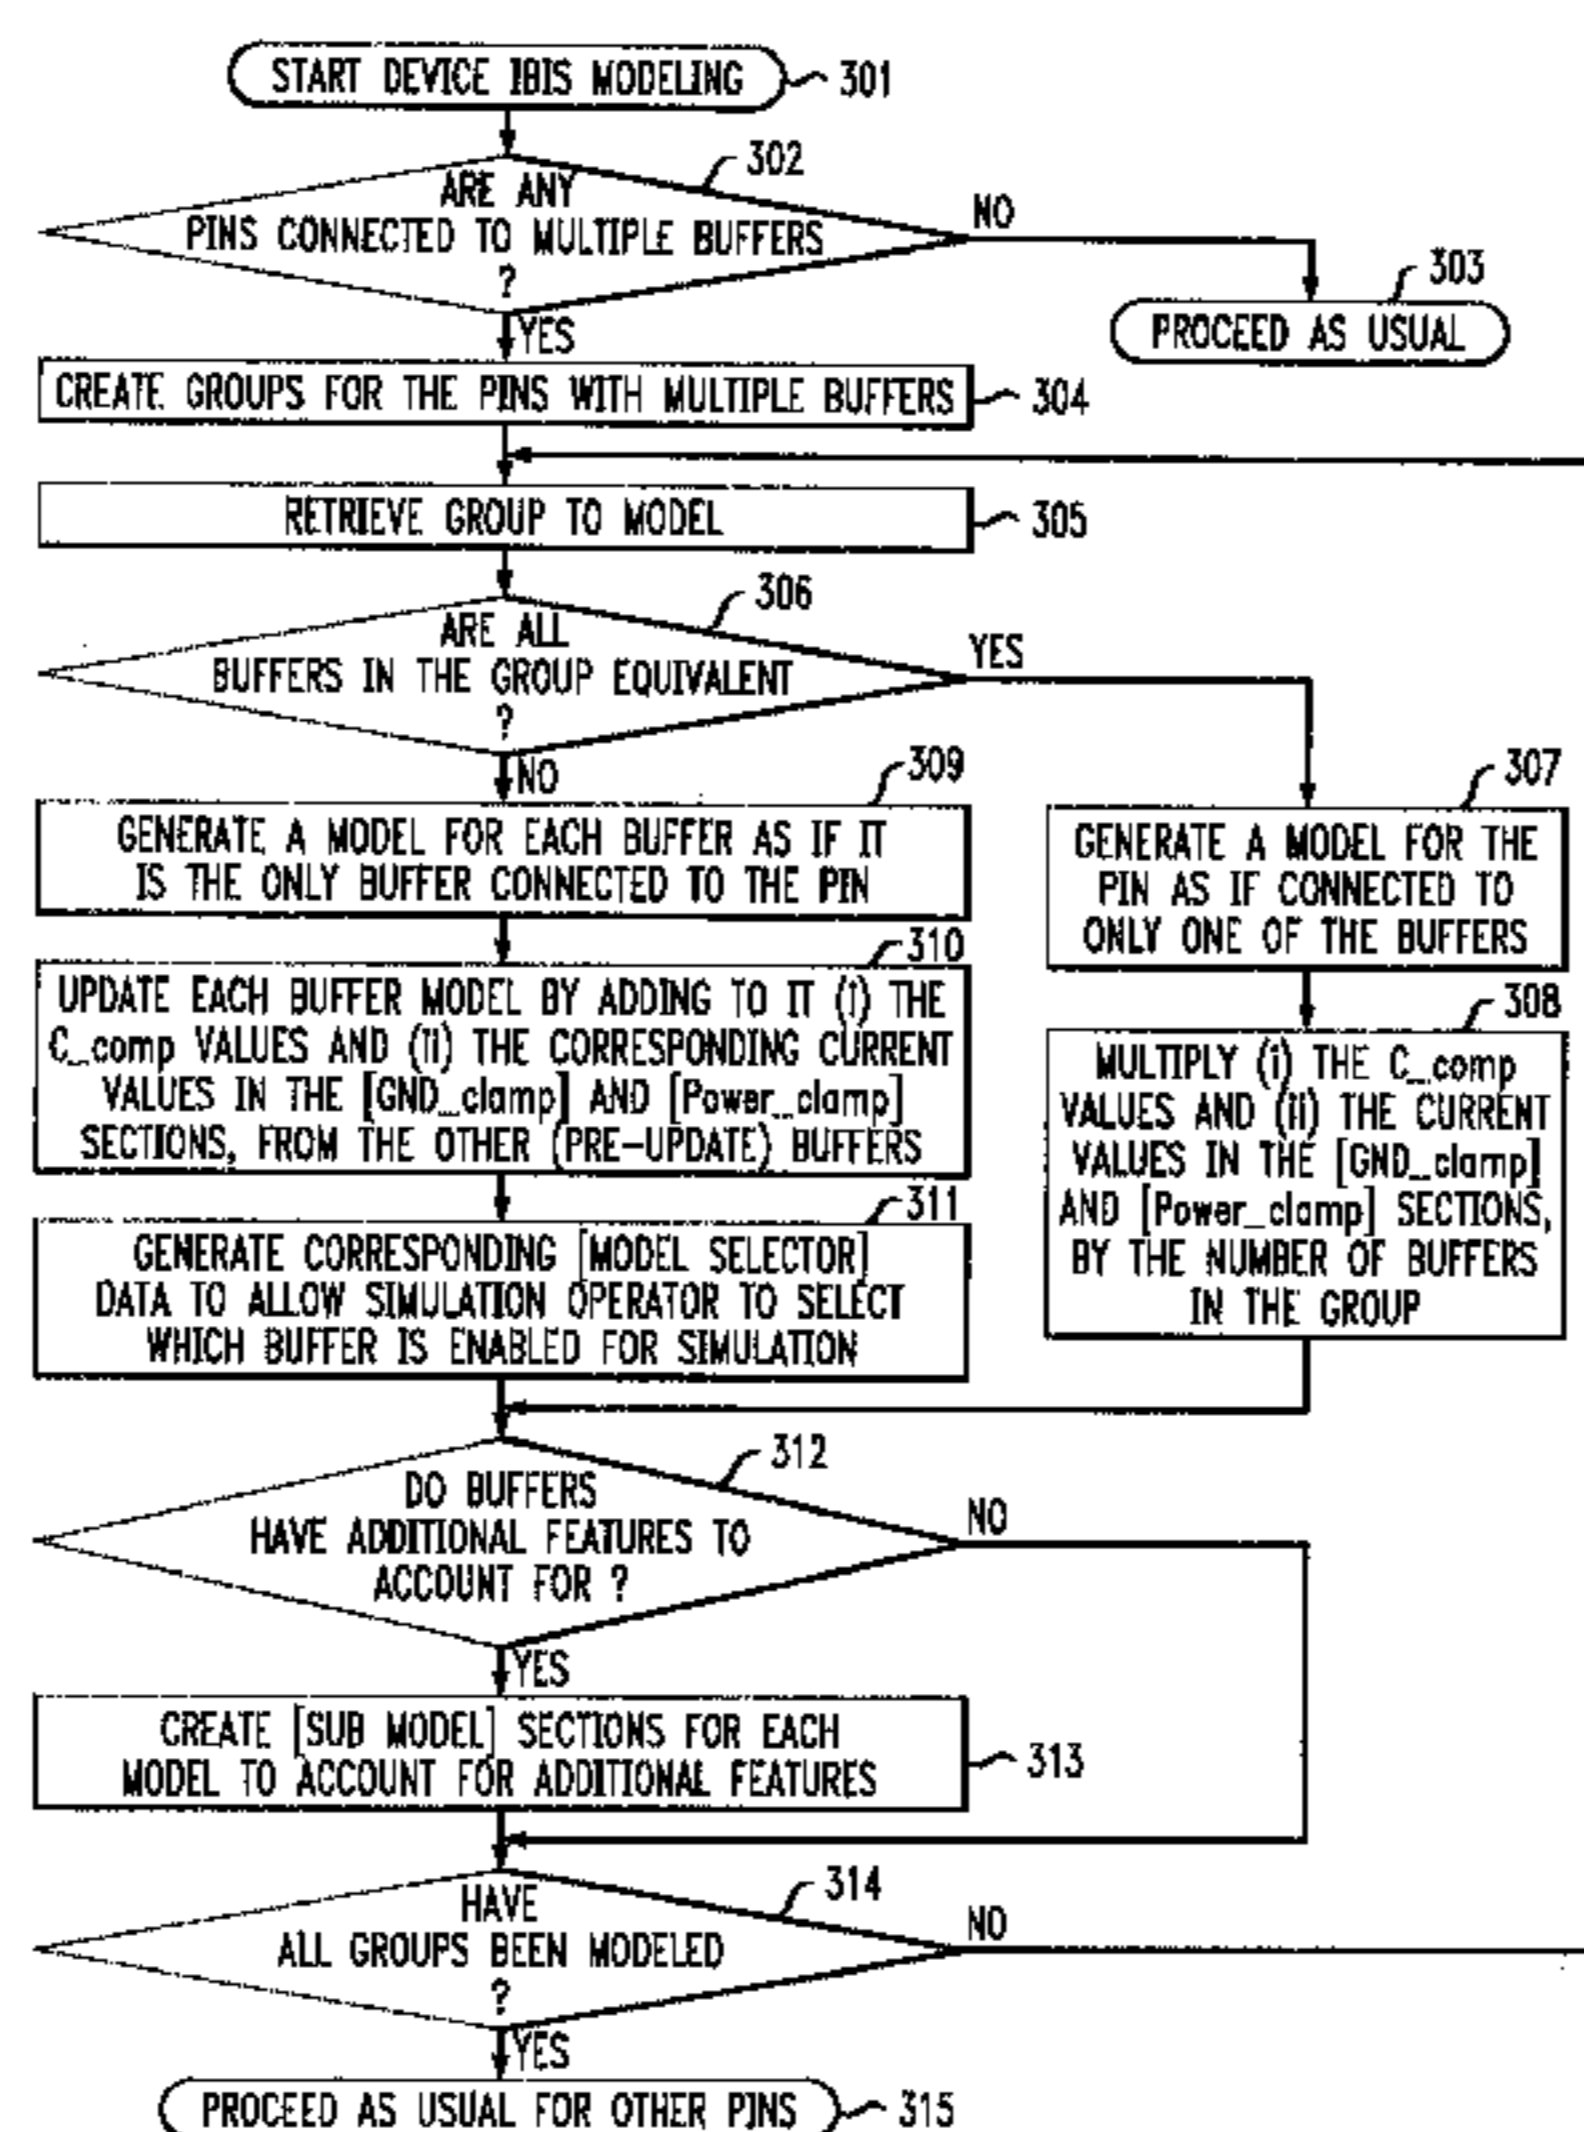 START DEVICE IBIS MODELING
301
302
ARE ANY
PINS CONNECTED TO MULTIPLE BUFFERS
?
NO
303
PROCEED AS USUAL
YES
CREATE GROUPS FOR THE PINS WITH MULTIPLE BUFFERS
304
RETRIEVE GROUP TO MODEL
305
306
ARE ALL
BUFFERS IN THE GROUP EQUIVALENT
?
YES
NO
309
GENERATE A MODEL FOR EACH BUFFER AS IF IT
IS THE ONLY BUFFER CONNECTED TO THE PIN
307
GENERATE A MODEL FOR THE
PIN AS IF CONNECTED TO
ONLY ONE OF THE BUFFERS
310
UPDATE EACH BUFFER MODEL BY ADDING TO IT (i) THE
C_comp VALUES AND (ii) THE CORRESPONDING CURRENT
VALUES IN THE [GND_clamp] AND [Power_clamp]
SECTIONS, FROM THE OTHER (PRE-UPDATE) BUFFERS
308
MULTIPLY (i) THE C_comp
VALUES AND (ii) THE CURRENT
VALUES IN THE [GND_clamp]
AND [Power_clamp] SECTIONS,
BY THE NUMBER OF BUFFERS
IN THE GROUP
311
GENERATE CORRESPONDING [MODEL SELECTOR]
DATA TO ALLOW SIMULATION OPERATOR TO SELECT
WHICH BUFFER IS ENABLED FOR SIMULATION
312
DO BUFFERS
HAVE ADDITIONAL FEATURES TO
ACCOUNT FOR ?
NO
YES
CREATE [SUB MODEL] SECTIONS FOR EACH
MODEL TO ACCOUNT FOR ADDITIONAL FEATURES
313
314
HAVE
ALL GROUPS BEEN MODELED
?
NO
YES
PROCEED AS USUAL FOR OTHER PINS
315